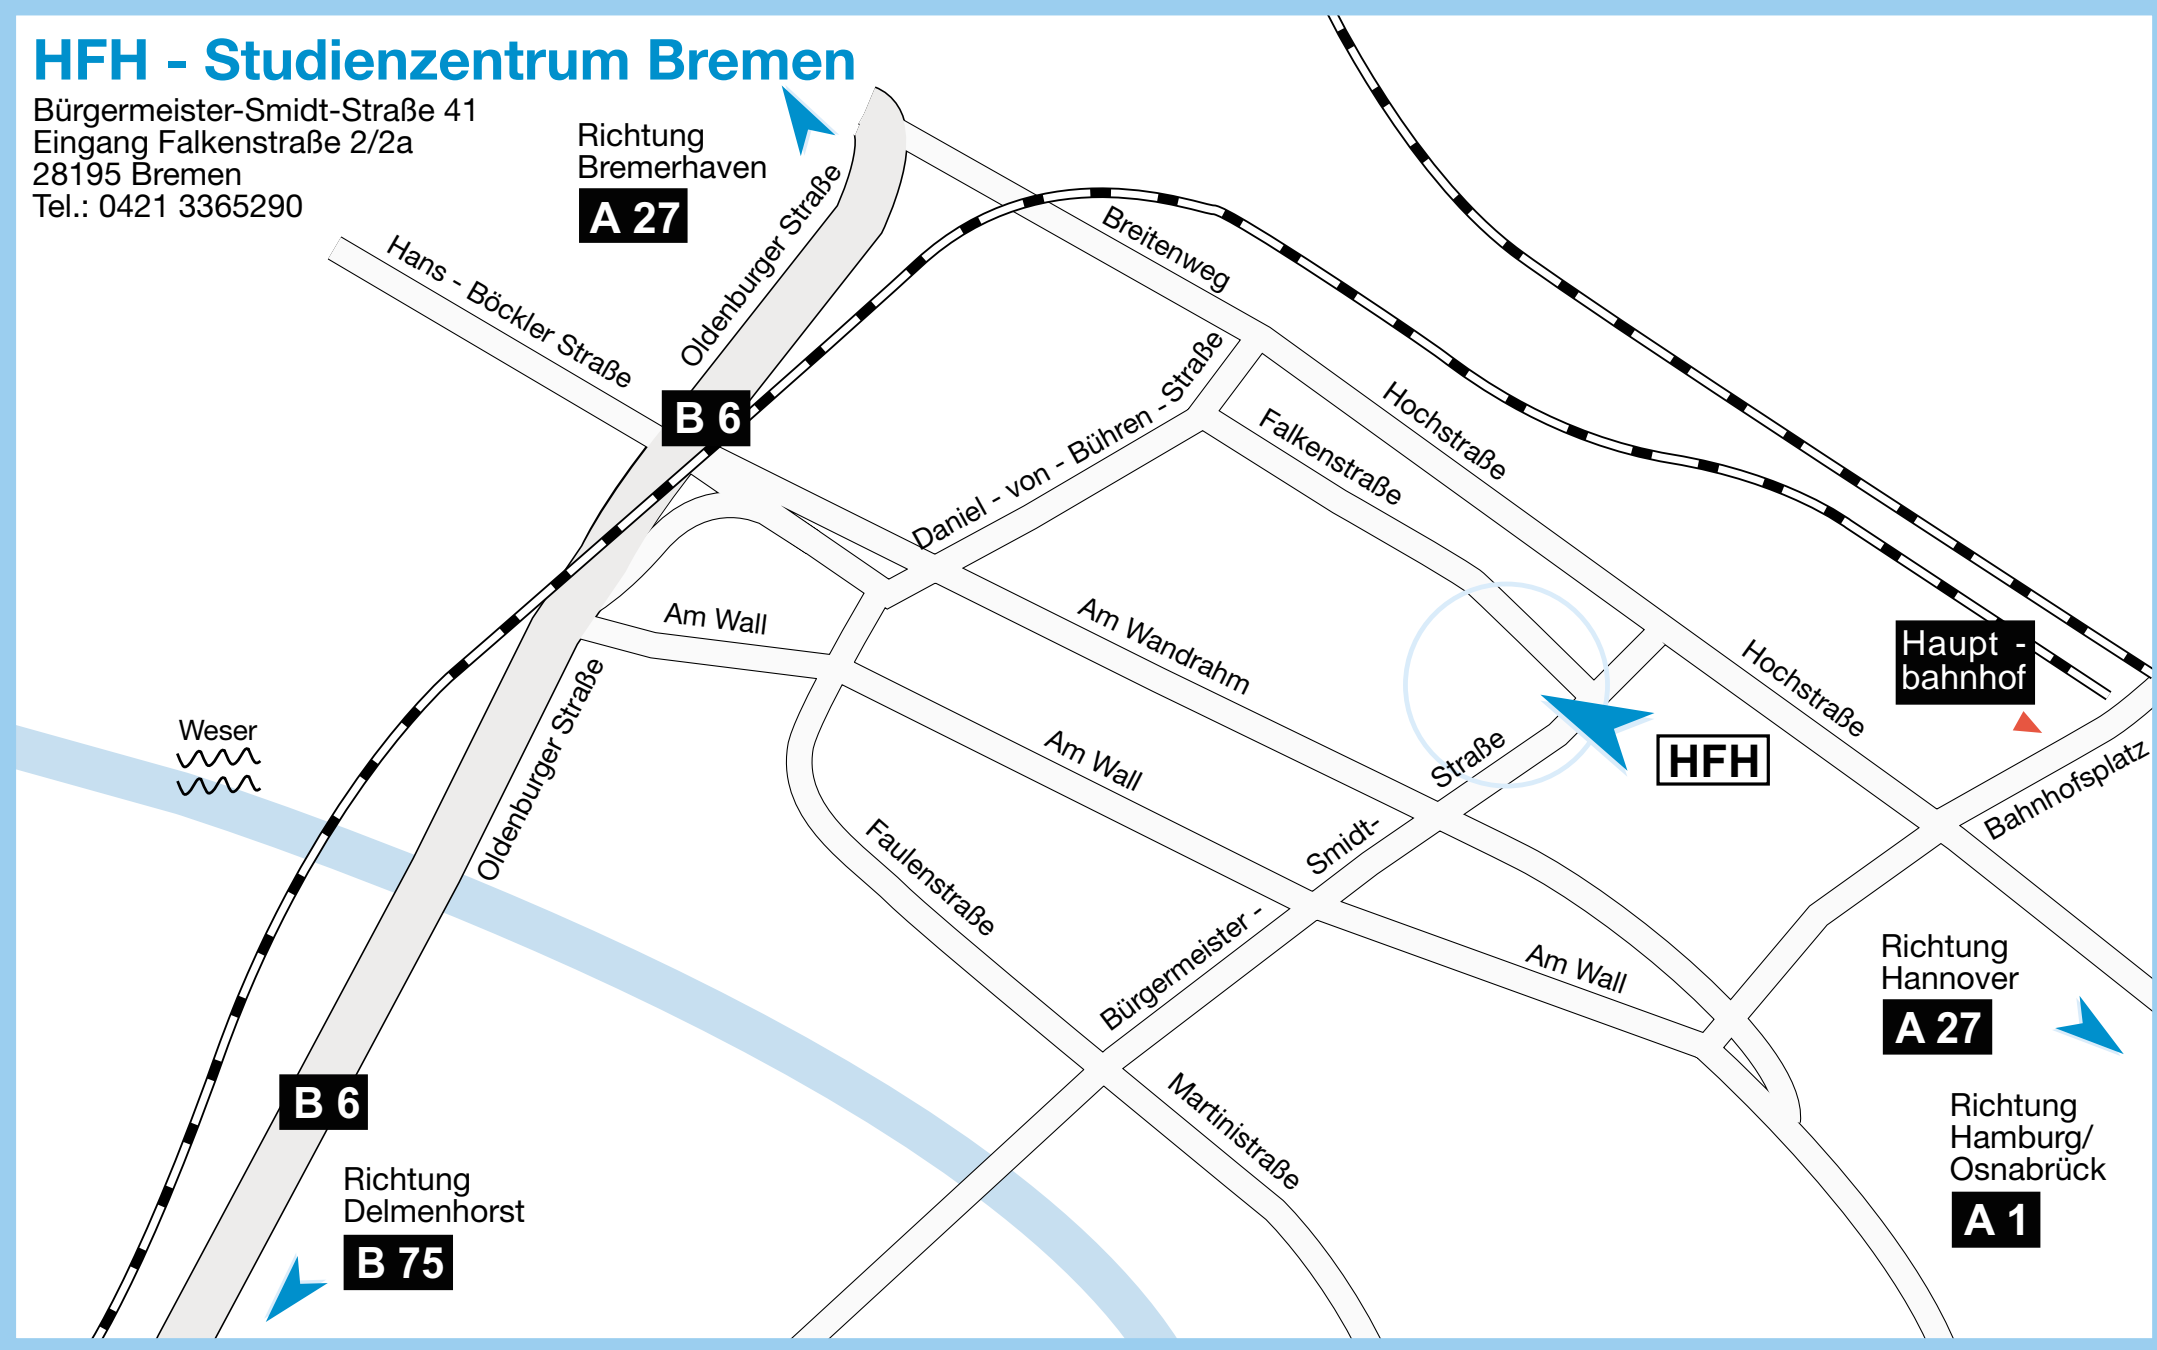 HFH - Studienzentrum Bremen
Bürgermeister-Smidt-Straße 41
Eingang Falkenstraße 2/2a
28195 Bremen
Tel.: 0421 3365290
Richtung
Bremerhaven
A 27
Hans - Böckler Straße
Oldenburger Straße
B 6
Breitenweg
Daniel - von - Bühren - Straße
Falkenstraße
Hochstraße
Am Wall
Am Wandrahm
Hochstraße
Haupt -
bahnhof
Bahnhofsplatz
Weser
Oldenburger Straße
Am Wall
HFH
Faulenstraße
Bürgermeister - Smidt- Straße
Am Wall
Richtung
Hannover
A 27
B 6
Martinistraße
Richtung
Hamburg/
Osnabrück
A 1
Richtung
Delmenhorst
B 75